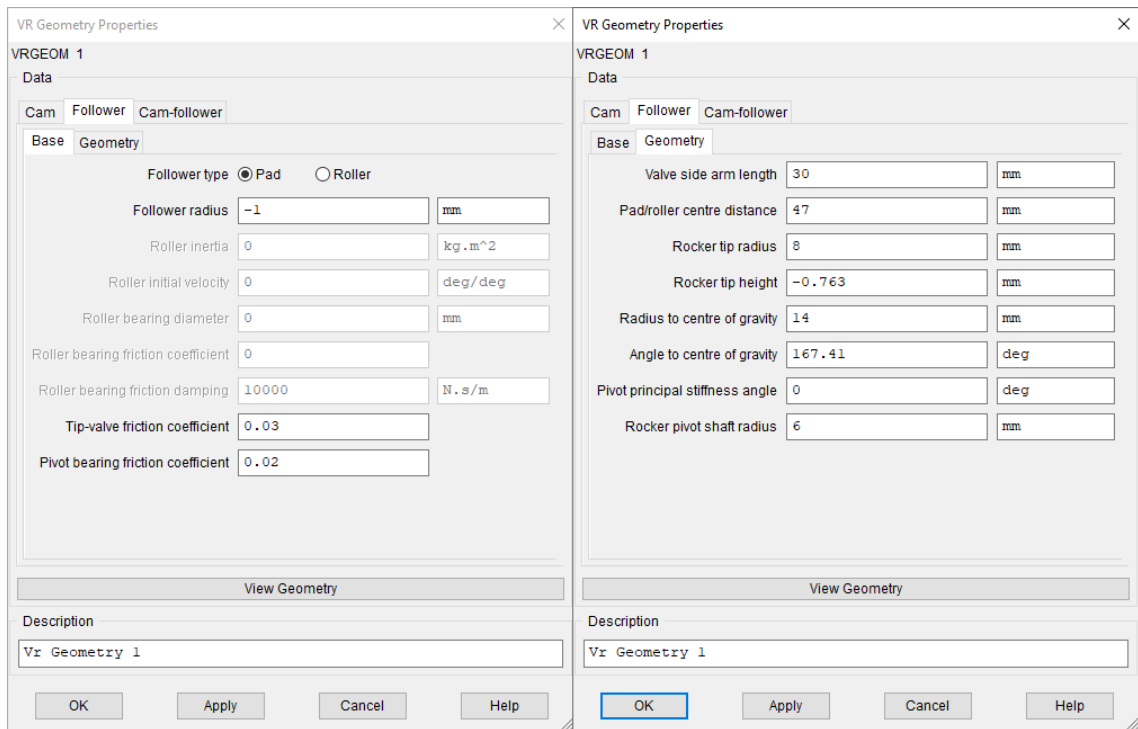 VR Geometry Properties
VRGEOM 1
Data
Cam Follower Cam-follower
Base Geometry
Follower type Pad Roller
Follower radius -1 mm
Roller inertia 0 kg.m^2
Roller initial velocity 0 deg/deg
Roller bearing diameter 0 mm
Roller bearing friction coefficient 0
Roller bearing friction damping 10000 N.s/m
Tip-valve friction coefficient 0.03
Pivot bearing friction coefficient 0.02
View Geometry
Description
Vr Geometry 1
OK Apply Cancel Help
VR Geometry Properties
VRGEOM 1
Data
Cam Follower Cam-follower
Base Geometry
Valve side arm length 30 mm
Pad/roller centre distance 47 mm
Rocker tip radius 8 mm
Rocker tip height -0.763 mm
Radius to centre of gravity 14 mm
Angle to centre of gravity 167.41 deg
Pivot principal stiffness angle 0 deg
Rocker pivot shaft radius 6 mm
View Geometry
Description
Vr Geometry 1
OK Apply Cancel Help